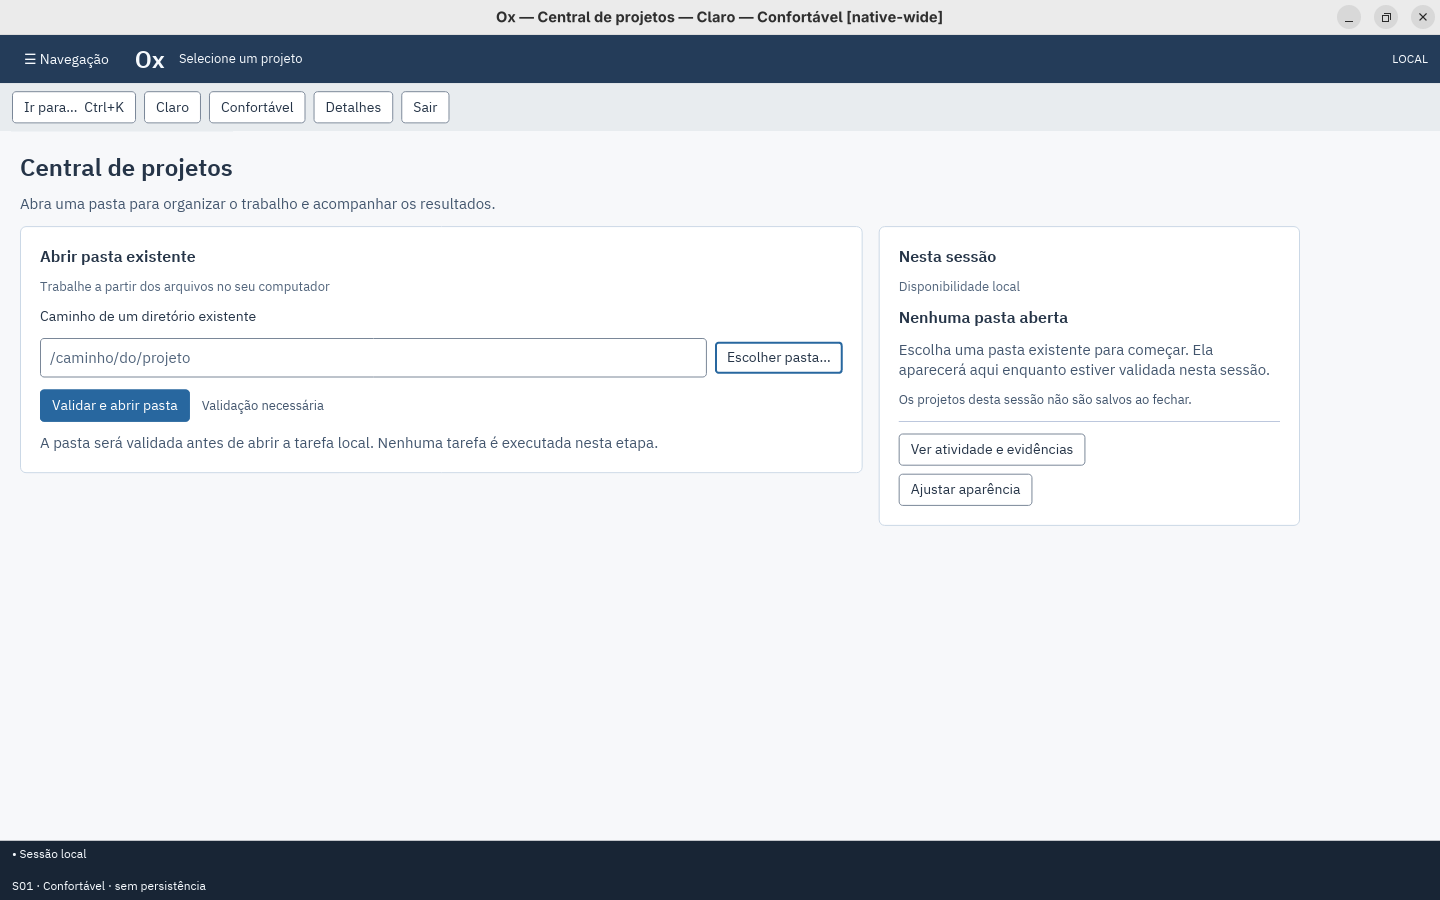 Ox — Central de projetos — Claro — Confortável [native-wide]
☰ Navegação
Ox
Selecione um projeto
LOCAL
Ir para... Ctrl+K
Claro
Confortável
Detalhes
Sair
Central de projetos
Abra uma pasta para organizar o trabalho e acompanhar os resultados.
Abrir pasta existente
Trabalhe a partir dos arquivos no seu computador
Caminho de um diretório existente
/caminho/do/projeto
Escolher pasta...
Validar e abrir pasta
Validação necessária
A pasta será validada antes de abrir a tarefa local. Nenhuma tarefa é executada nesta etapa.
Nesta sessão
Disponibilidade local
Nenhuma pasta aberta
Escolha uma pasta existente para começar. Ela
aparecerá aqui enquanto estiver validada nesta sessão.
Os projetos desta sessão não são salvos ao fechar.
Ver atividade e evidências
Ajustar aparência
• Sessão local
S01 · Confortável · sem persistência